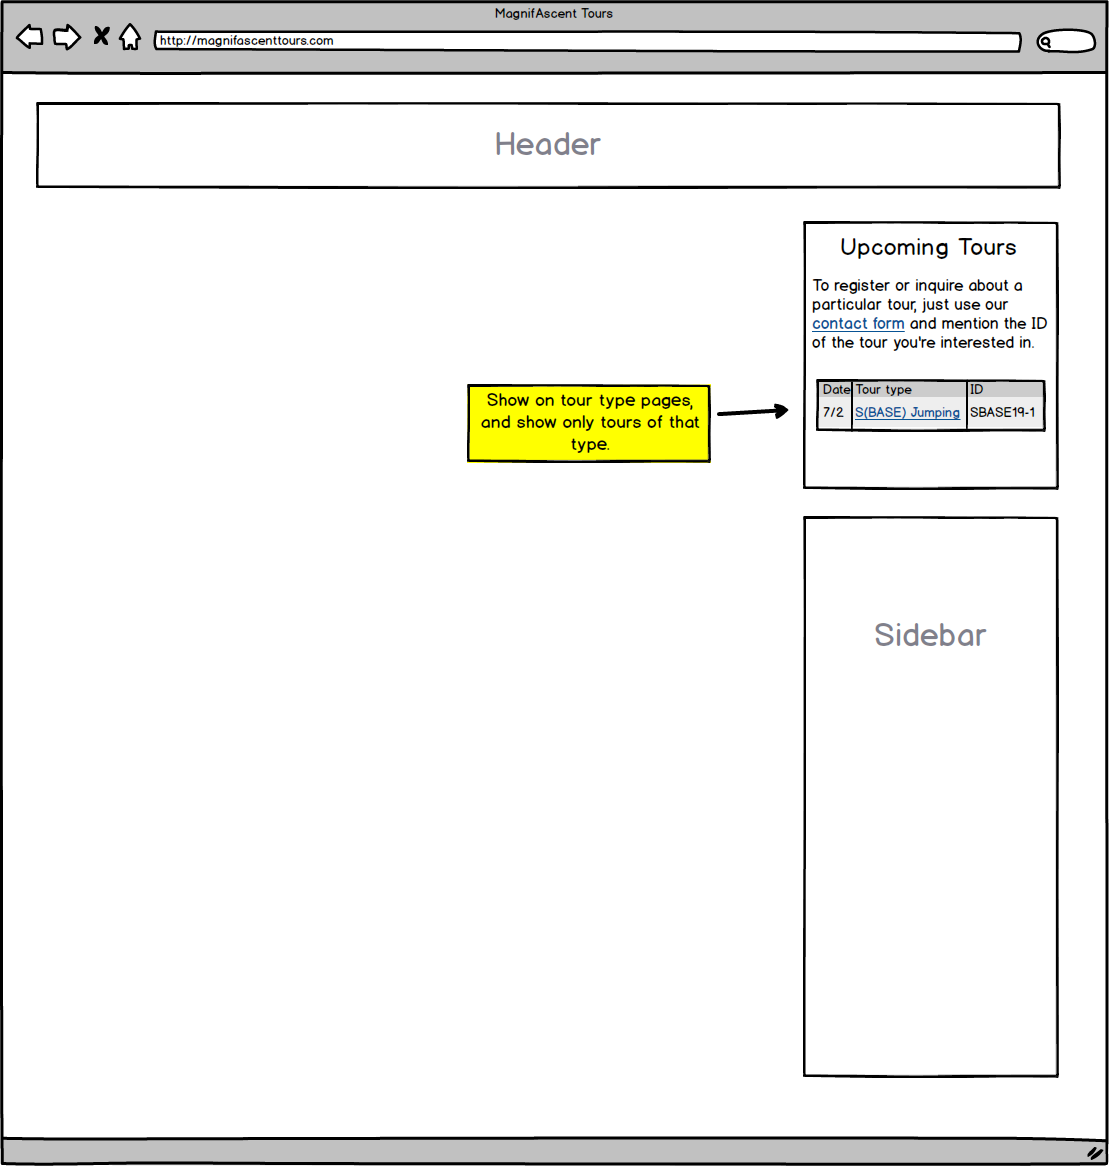 MagnifAscent Tours
http://magnifascenttours.com
Header
Upcoming Tours
To register or inquire about a
particular tour, just use our
contact form and mention the ID
of the tour you're interested in.
Show on tour type pages,
and show only tours of that
type.
Date Tour type ID
7/2 S(BASE) Jumping SBASE19-1
Sidebar